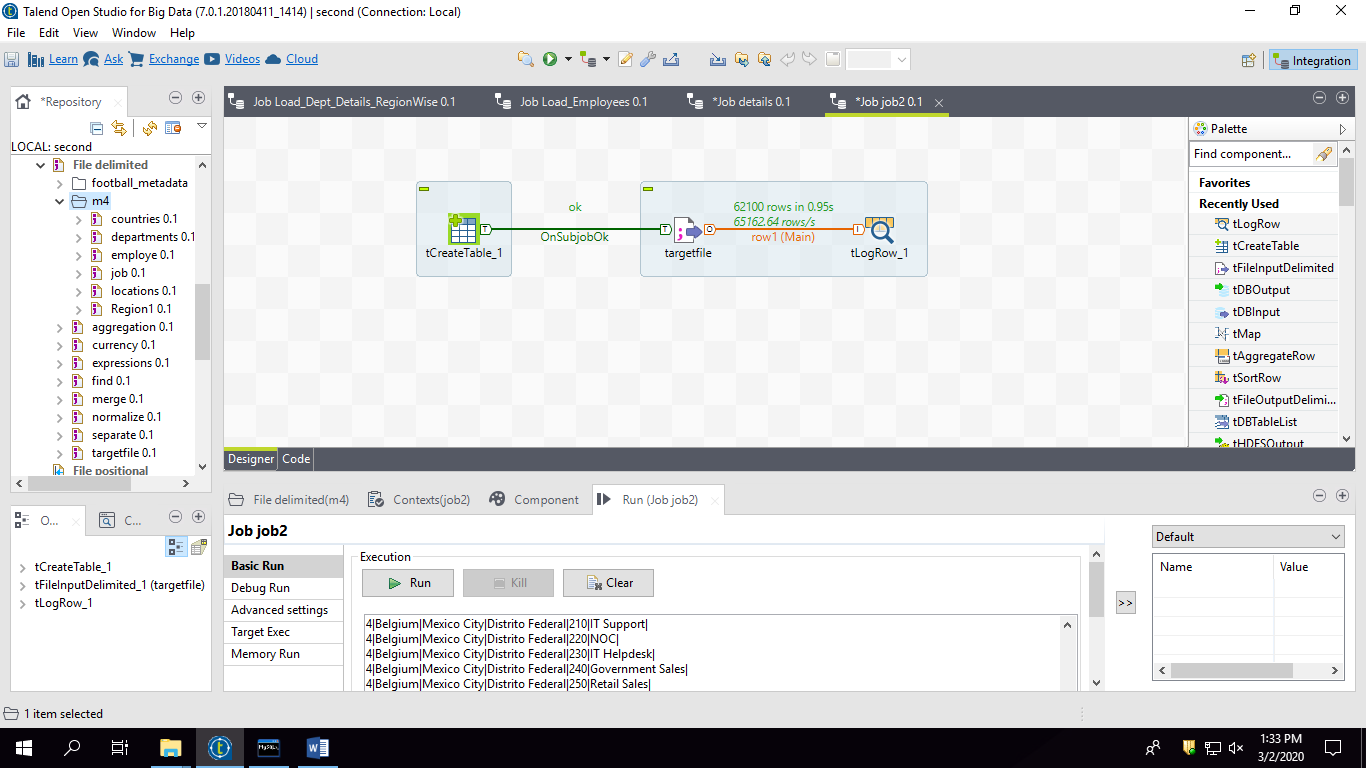 Talend Open Studio for Big Data (7.0.1.20180411_1414) | second (Connection: Local)
File Edit View Window Help
Learn Ask Exchange Videos Cloud
Integration
*Repository
LOCAL: second
File delimited
football_metadata
m4
countries 0.1
departments 0.1
employe 0.1
job 0.1
locations 0.1
Region1 0.1
aggregation 0.1
currency 0.1
expressions 0.1
find 0.1
merge 0.1
normalize 0.1
separate 0.1
targetfile 0.1
File positional
Job Load_Dept_Details_RegionWise 0.1 Job Load_Employees 0.1 *Job details 0.1 *Job job2 0.1
ok
OnSubjobOk
tCreateTable_1
62100 rows in 0.95s
65162.64 rows/s
row1 (Main)
targetfile
tLogRow_1
Designer Code
Palette
Find component...
Favorites
Recently Used
tLogRow
tCreateTable
tFileInputDelimited
tDBOutput
tDBInput
tMap
tAggregateRow
tSortRow
tFileOutputDelimi...
tDBTableList
tHDFSOutput
O... C...
tCreateTable_1
tFileInputDelimited_1 (targetfile)
tLogRow_1
File delimited(m4) Contexts(job2) Component Run (Job job2)
Job job2
Basic Run
Debug Run
Advanced settings
Target Exec
Memory Run
Execution
Run Kill Clear
4|Belgium|Mexico City|Distrito Federal|210|IT Support|
4|Belgium|Mexico City|Distrito Federal|220|NOC|
4|Belgium|Mexico City|Distrito Federal|230|IT Helpdesk|
4|Belgium|Mexico City|Distrito Federal|240|Government Sales|
4|Belgium|Mexico City|Distrito Federal|250|Retail Sales|
>>
Default
Name Value
1 item selected
1:33 PM
3/2/2020